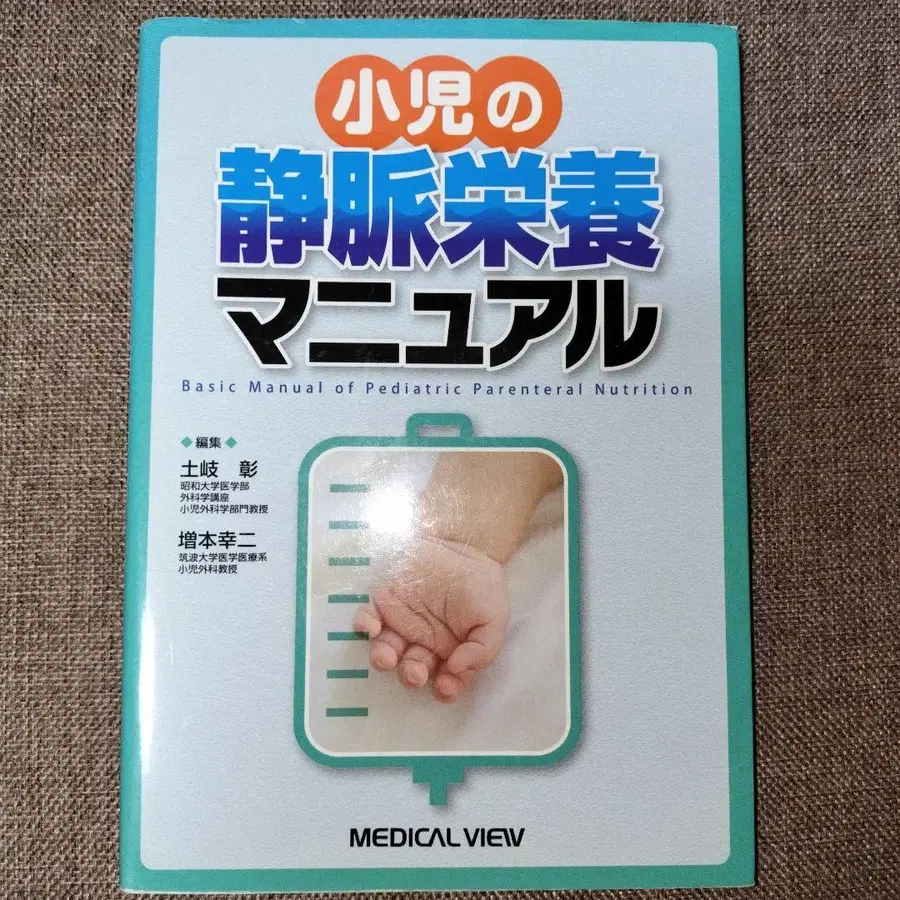 小児の
静脈栄養
マニュアル
Basic Manual of Pediatric Parenteral Nutrition
◆編集◆
土岐 彰
昭和大学医学部
外科学講座
小児外科学部門教授
増本幸二
筑波大学医学医療系
小児外科教授
MEDICAL VIEW